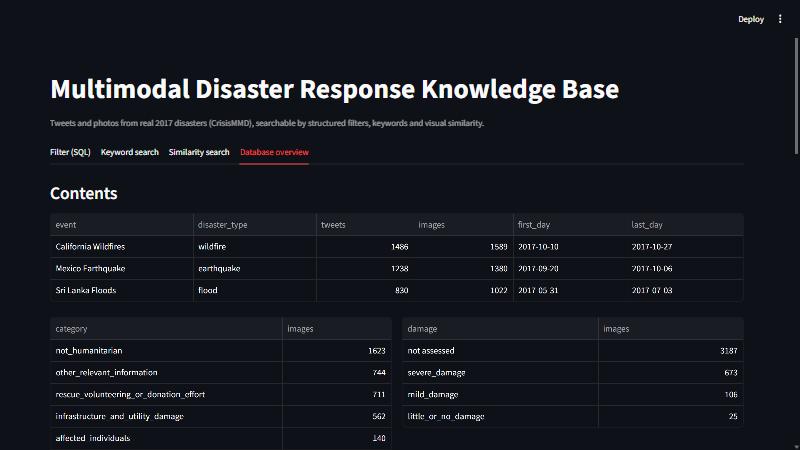 Deploy
Multimodal Disaster Response Knowledge Base
Tweets and photos from real 2017 disasters (CrisisMMD), searchable by structured filters, keywords and visual similarity.
Filter (SQL) Keyword search Similarity search Database overview
Contents
event disaster_type tweets images first_day last_day
California Wildfires wildfire 1486 1589 2017-10-10 2017-10-27
Mexico Earthquake earthquake 1238 1380 2017-09-20 2017-10-06
Sri Lanka Floods flood 830 1022 2017-05-31 2017-07-03
category images
not_humanitarian 1623
other_relevant_information 744
rescue_volunteering_or_donation_effort 711
infrastructure_and_utility_damage 562
affected_individuals 140
damage images
not assessed 3187
severe_damage 673
mild_damage 106
little_or_no_damage 25